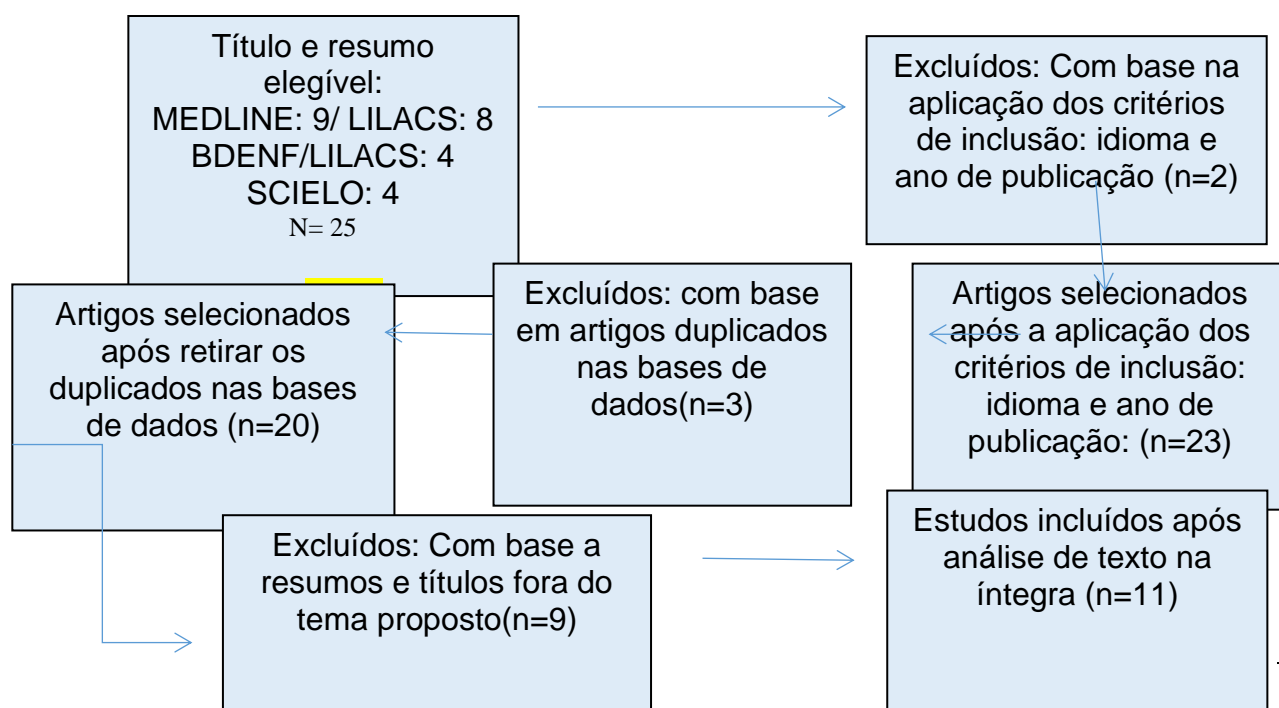 Título e resumo
elegível:
MEDLINE: 9/ LILACS: 8
BDENF/LILACS: 4
SCIELO: 4
N= 25
Excluídos: Com base na
aplicação dos critérios
de inclusão: idioma e
ano de publicação (n=2)
Artigos selecionados
após a aplicação dos
critérios de inclusão:
idioma e ano de
publicação: (n=23)
Excluídos: com base
em artigos duplicados
nas bases de
dados(n=3)
Artigos selecionados
após retirar os
duplicados nas bases
de dados (n=20)
Excluídos: Com base a
resumos e títulos fora do
tema proposto(n=9)
Estudos incluídos após
análise de texto na
íntegra (n=11)